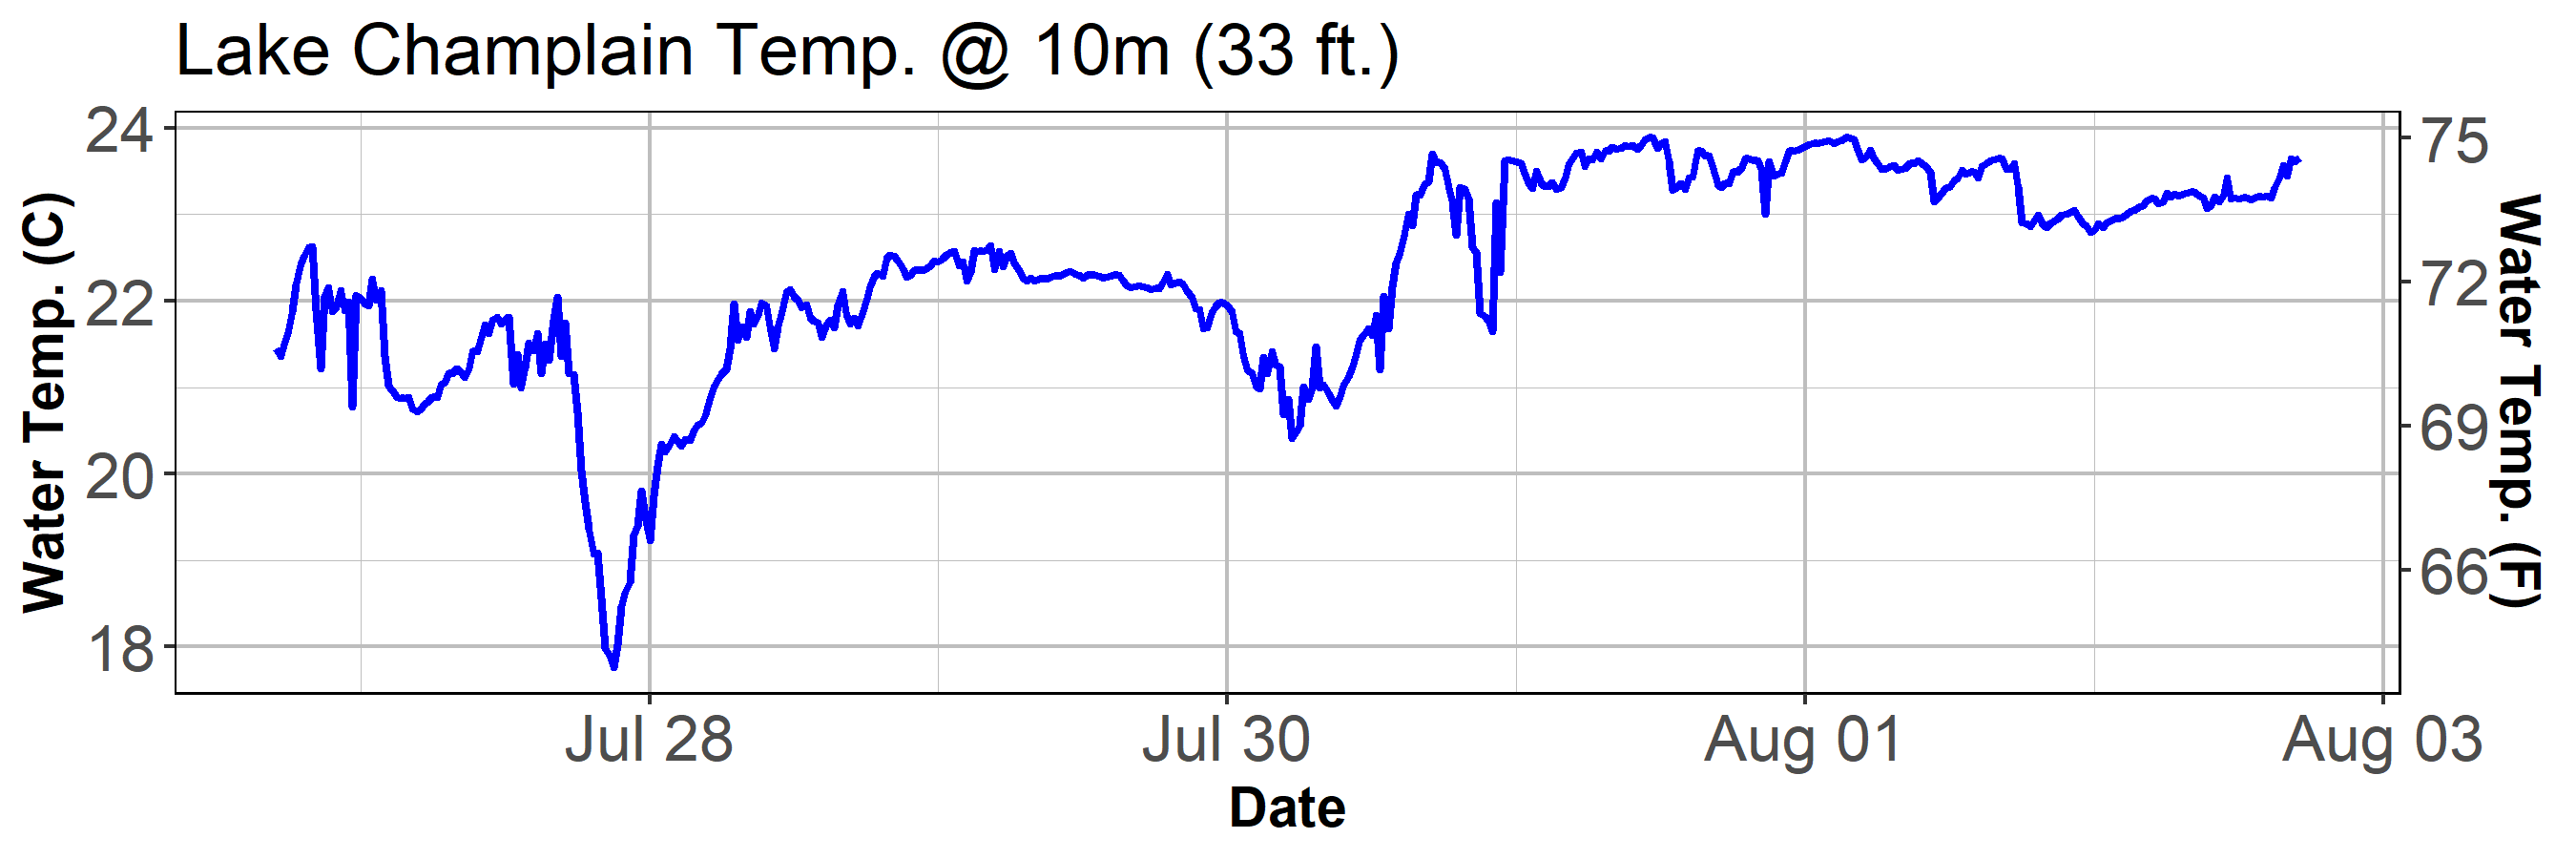 Lake Champlain Temp. @ 10m (33 ft.)
Water Temp. (C)
24
22
20
18
75
72
69
66
Water Temp. (F)
Jul 28
Jul 30
Aug 01
Aug 03
Date